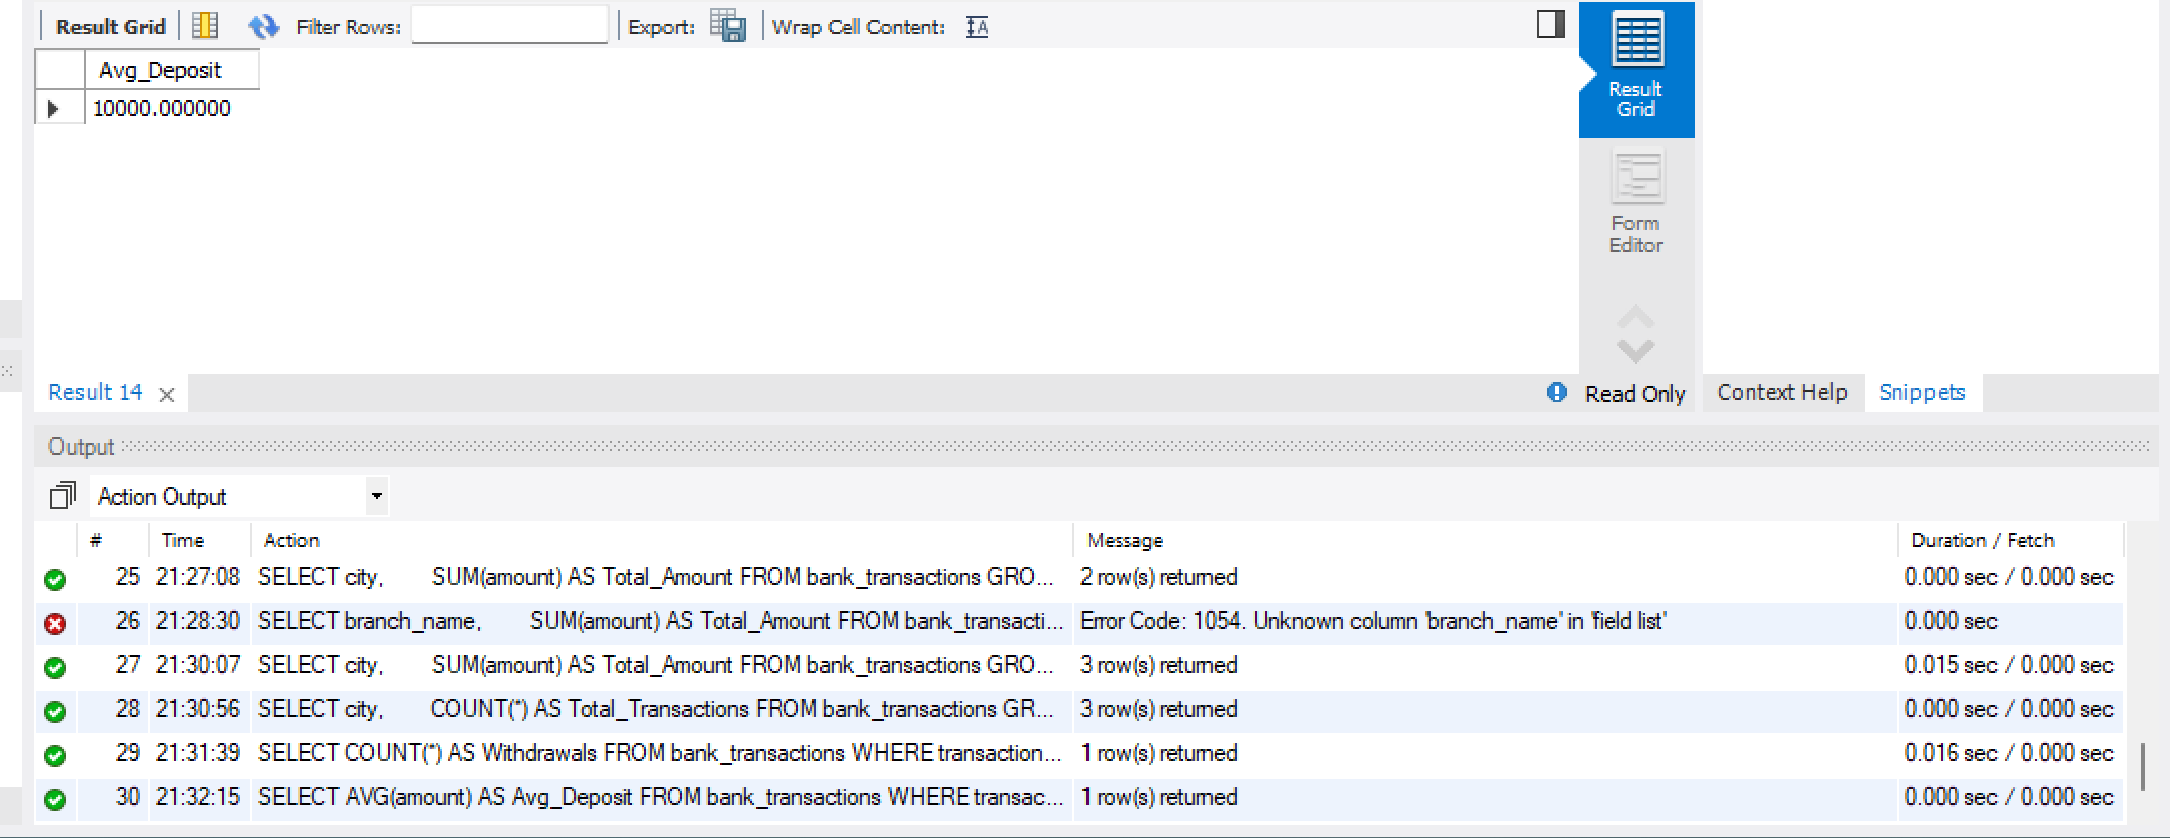 Result Grid Filter Rows: Export: Wrap Cell Content: IA
Avg_Deposit
10000.000000
Result
Grid
Form
Editor
Result 14 Read Only Context Help Snippets
Output
Action Output
# Time Action Message Duration / Fetch
25 21:27:08 SELECT city, SUM(amount) AS Total_Amount FROM bank_transactions GRO... 2 row(s) returned 0.000 sec / 0.000 sec
26 21:28:30 SELECT branch_name, SUM(amount) AS Total_Amount FROM bank_transacti... Error Code: 1054. Unknown column 'branch_name' in 'field list' 0.000 sec
27 21:30:07 SELECT city, SUM(amount) AS Total_Amount FROM bank_transactions GRO... 3 row(s) returned 0.015 sec / 0.000 sec
28 21:30:56 SELECT city, COUNT(*) AS Total_Transactions FROM bank_transactions GR... 3 row(s) returned 0.000 sec / 0.000 sec
29 21:31:39 SELECT COUNT(*) AS Withdrawals FROM bank_transactions WHERE transaction... 1 row(s) returned 0.016 sec / 0.000 sec
30 21:32:15 SELECT AVG(amount) AS Avg_Deposit FROM bank_transactions WHERE transac... 1 row(s) returned 0.000 sec / 0.000 sec